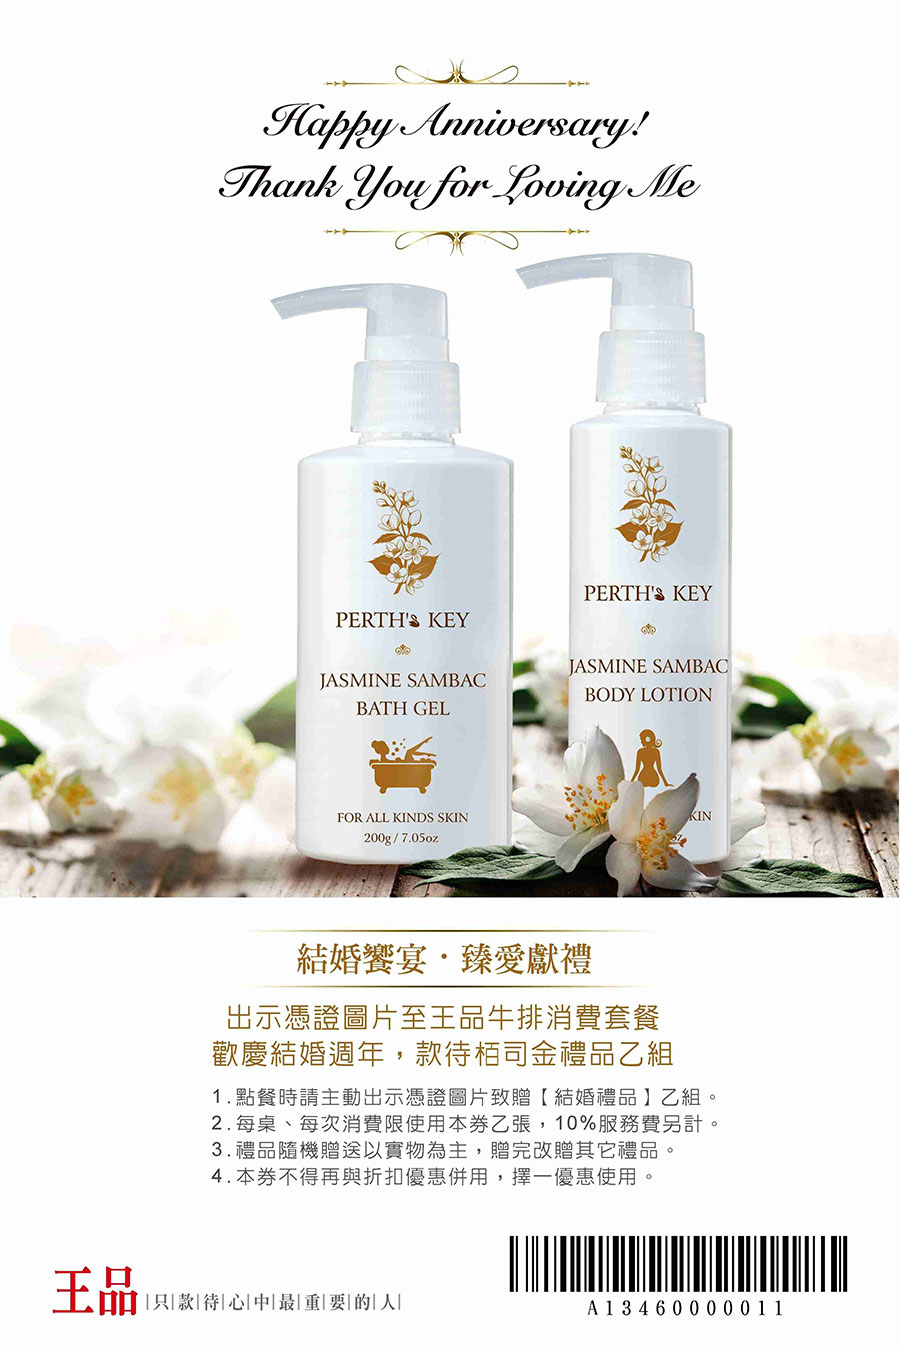 Happy Anniversary!
Thank You for Loving Me
PERTH's KEY
JASMINE SAMBAC
BATH GEL
FOR ALL KINDS SKIN
200g / 7.05oz
PERTH's KEY
JASMINE SAMBAC
BODY LOTION
KIN
oz
結婚饗宴・臻愛獻禮
出示憑證圖片至王品牛排消費套餐
歡慶結婚週年，款待栢司金禮品乙組
1.點餐時請主動出示憑證圖片致贈【結婚禮品】乙組。
2.每桌、每次消費限使用本券乙張，10%服務費另計。
3.禮品隨機贈送以實物為主，贈完改贈其它禮品。
4.本券不得再與折扣優惠併用，擇一優惠使用。
王品 |只|款|待|心|中|最|重|要|的|人|
A13460000011